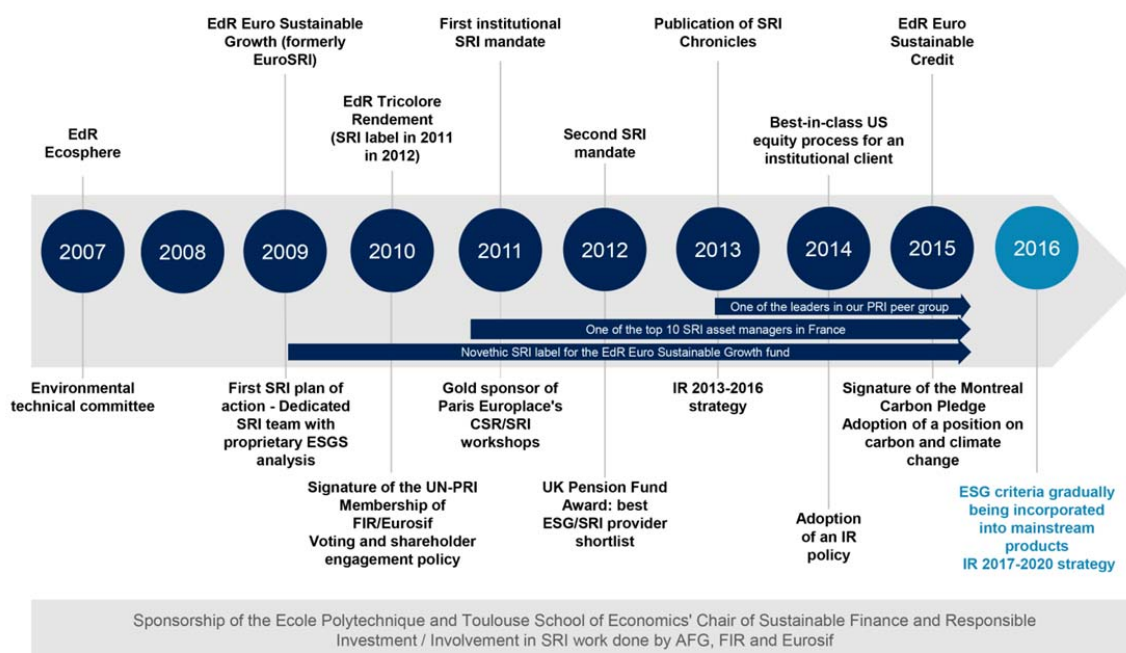 EdR Euro Sustainable
Growth (formerly
EuroSRI)
First institutional
SRI mandate
Publication of SRI
Chronicles
EdR Euro
Sustainable
Credit
EdR
Ecosphere
EdR Tricolore
Rendement
(SRI label in 2011
in 2012)
Second SRI
mandate
Best-in-class US
equity process for an
institutional client
2007
2008
2009
2010
2011
2012
2013
2014
2015
2016
One of the leaders in our PRI peer group
One of the top 10 SRI asset managers in France
Novethic SRI label for the EdR Euro Sustainable Growth fund
Environmental
technical committee
First SRI plan of
action - Dedicated
SRI team with
proprietary ESGS
analysis
Gold sponsor of
Paris Europlace's
CSR/SRI
workshops
IR 2013-2016
strategy
Signature of the Montreal
Carbon Pledge
Adoption of a position on
carbon and climate
change
Signature of the UN-PRI
Membership of
FIR/Eurosif
Voting and shareholder
engagement policy
UK Pension Fund
Award: best
ESG/SRI provider
shortlist
Adoption
of an IR
policy
ESG criteria gradually
being incorporated
into mainstream
products
IR 2017-2020 strategy
Sponsorship of the Ecole Polytechnique and Toulouse School of Economics' Chair of Sustainable Finance and Responsible
Investment / Involvement in SRI work done by AFG, FIR and Eurosif